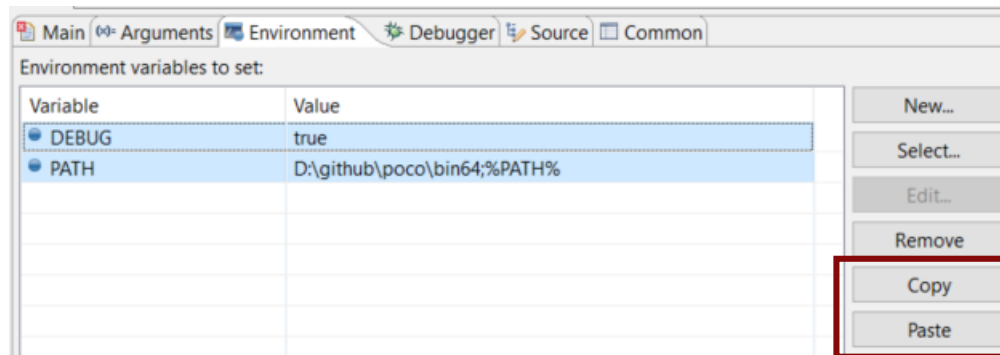 Main (x)= Arguments Environment Debugger Source Common
Environment variables to set:
Variable Value New...
DEBUG true Select...
PATH D:\github\poco\bin64;%PATH% Edit...
Remove
Copy
Paste